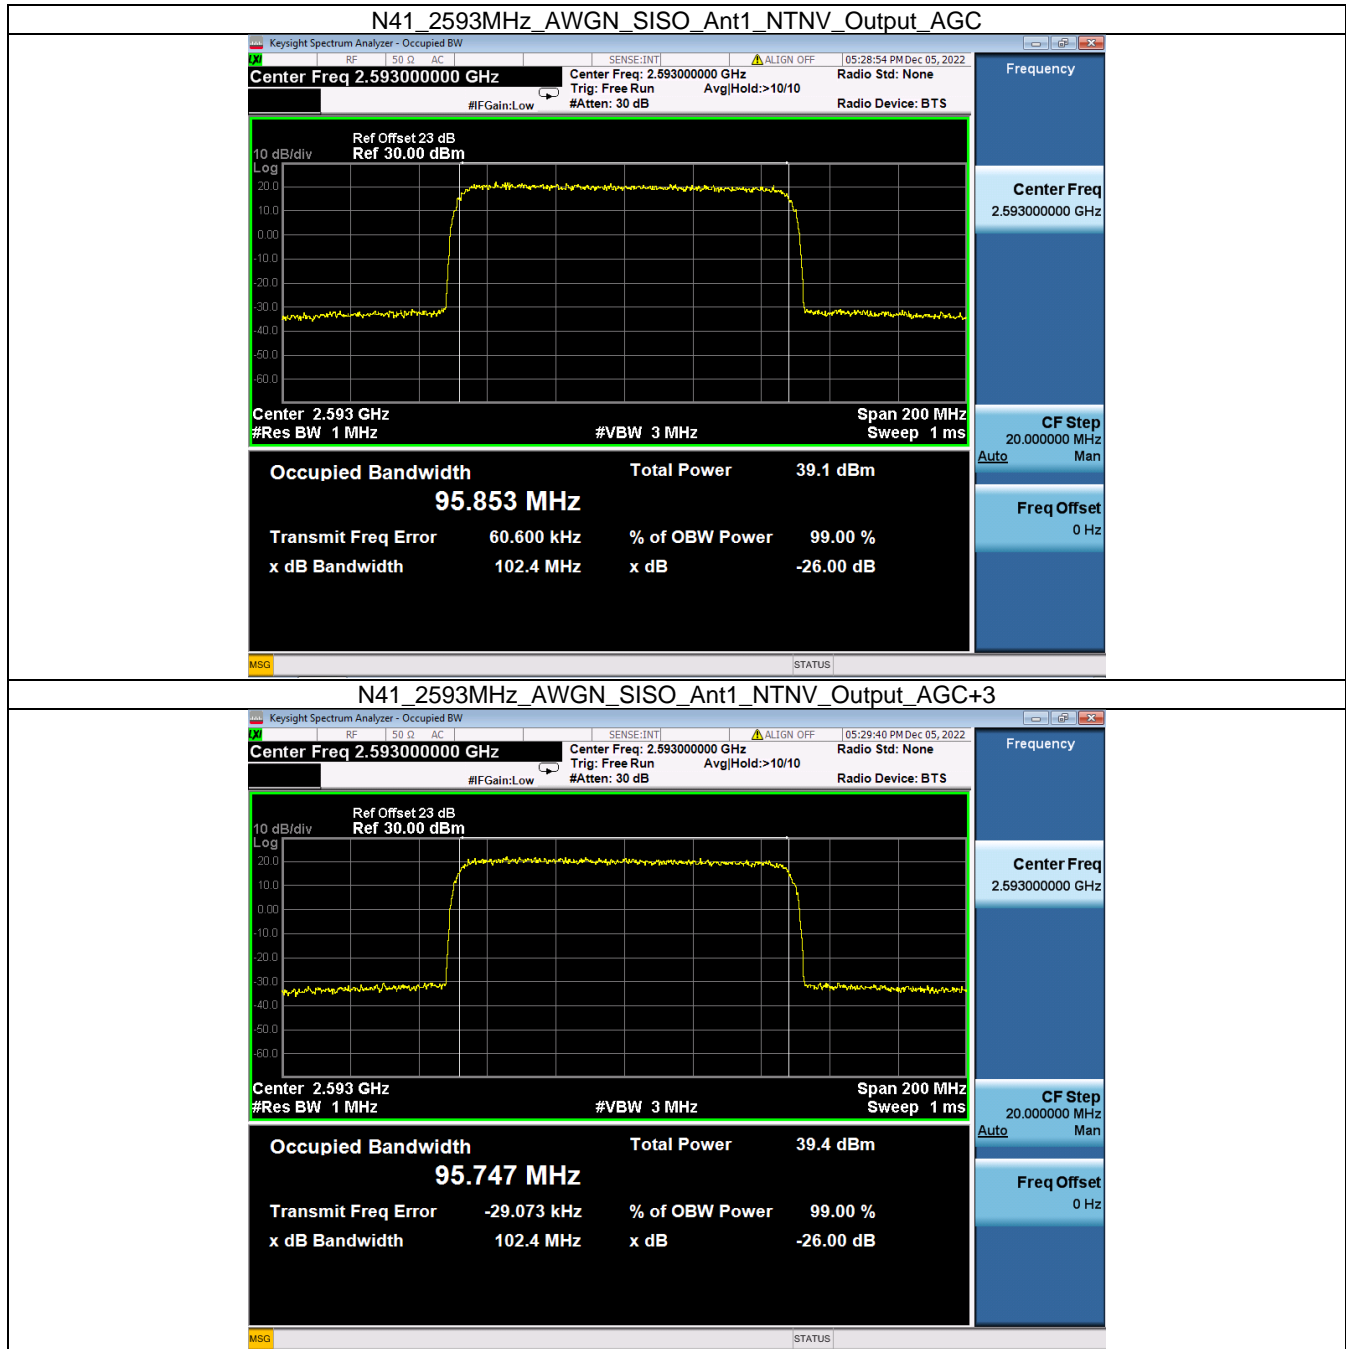 N41_2593MHz_AWGN_SISO_Ant1_NTNV_Output_AGC
Keysight Spectrum Analyzer - Occupied BW
LXI RF 50 Ω AC SENSE:INT ALIGN OFF 05:28:54 PM Dec 05, 2022
Center Freq 2.593000000 GHz
Center Freq: 2.593000000 GHz
Radio Std: None
Trig: Free Run Avg|Hold:>10/10
#IFGain:Low
#Atten: 30 dB
Radio Device: BTS
Frequency
Ref Offset 23 dB
10 dB/div Ref 30.00 dBm
Log
20.0
10.0
0.00
-10.0
-20.0
-30.0
-40.0
-50.0
-60.0
Center 2.593 GHz Span 200 MHz
#Res BW 1 MHz #VBW 3 MHz Sweep 1 ms
Center Freq
2.593000000 GHz
CF Step
20.000000 MHz
Auto Man
Freq Offset
0 Hz
Occupied Bandwidth Total Power 39.1 dBm
95.853 MHz
Transmit Freq Error 60.600 kHz % of OBW Power 99.00 %
x dB Bandwidth 102.4 MHz x dB -26.00 dB
MSG STATUS
N41_2593MHz_AWGN_SISO_Ant1_NTNV_Output_AGC+3
Keysight Spectrum Analyzer - Occupied BW
LXI RF 50 Ω AC SENSE:INT ALIGN OFF 05:29:40 PM Dec 05, 2022
Center Freq 2.593000000 GHz
Center Freq: 2.593000000 GHz
Radio Std: None
Trig: Free Run Avg|Hold:>10/10
#IFGain:Low
#Atten: 30 dB
Radio Device: BTS
Frequency
Ref Offset 23 dB
10 dB/div Ref 30.00 dBm
Log
20.0
10.0
0.00
-10.0
-20.0
-30.0
-40.0
-50.0
-60.0
Center 2.593 GHz Span 200 MHz
#Res BW 1 MHz #VBW 3 MHz Sweep 1 ms
Center Freq
2.593000000 GHz
CF Step
20.000000 MHz
Auto Man
Freq Offset
0 Hz
Occupied Bandwidth Total Power 39.4 dBm
95.747 MHz
Transmit Freq Error -29.073 kHz % of OBW Power 99.00 %
x dB Bandwidth 102.4 MHz x dB -26.00 dB
MSG STATUS